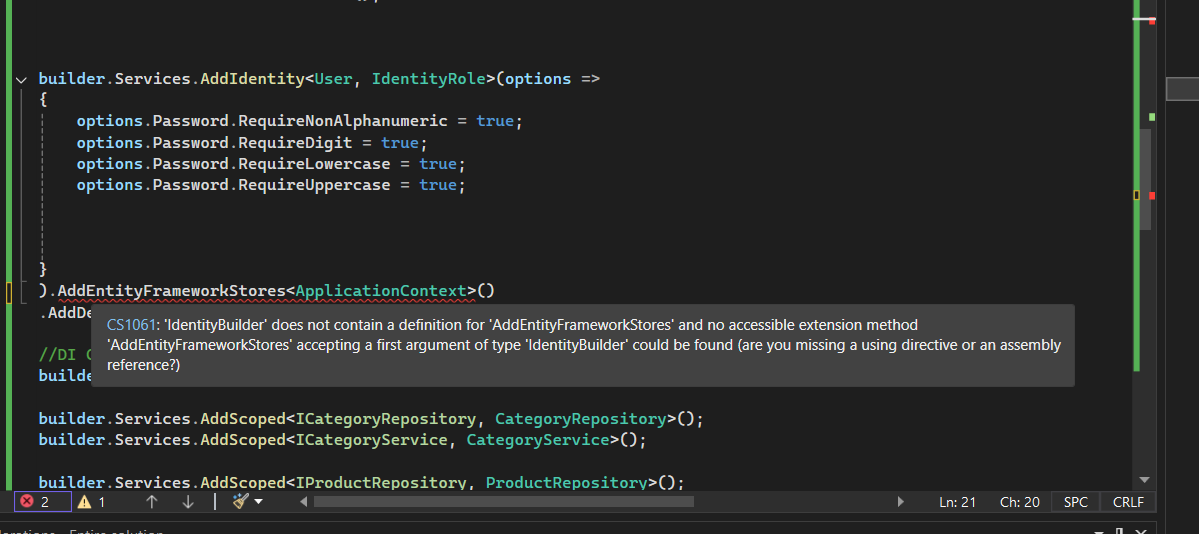 builder.Services.AddIdentity<User, IdentityRole>(options =>
{
options.Password.RequireNonAlphanumeric = true;
options.Password.RequireDigit = true;
options.Password.RequireLowercase = true;
options.Password.RequireUppercase = true;
}
).AddEntityFrameworkStores<ApplicationContext>()
.AddDe
CS1061: 'IdentityBuilder' does not contain a definition for 'AddEntityFrameworkStores' and no accessible extension method
'AddEntityFrameworkStores' accepting a first argument of type 'IdentityBuilder' could be found (are you missing a using directive or an assembly
reference?)
//DI
builde
builder.Services.AddScoped<ICategoryRepository, CategoryRepository>();
builder.Services.AddScoped<ICategoryService, CategoryService>();
builder.Services.AddScoped<IProductRepository, ProductRepository>();
2 1 Ln: 21 Ch: 20 SPC CRLF
Entire solution